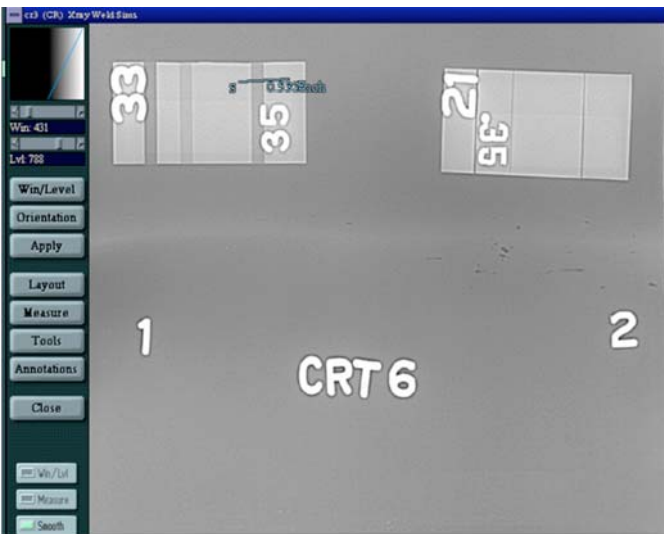 cr3 (CR) Xray Weld Sims
Win: 431
Lvl: 788
Win/Level
Orientation
Apply
Layout
Measure
Tools
Annotations
Close
Win/Lvl
Measure
Smooth
33
35
21
35
1
2
CRT 6